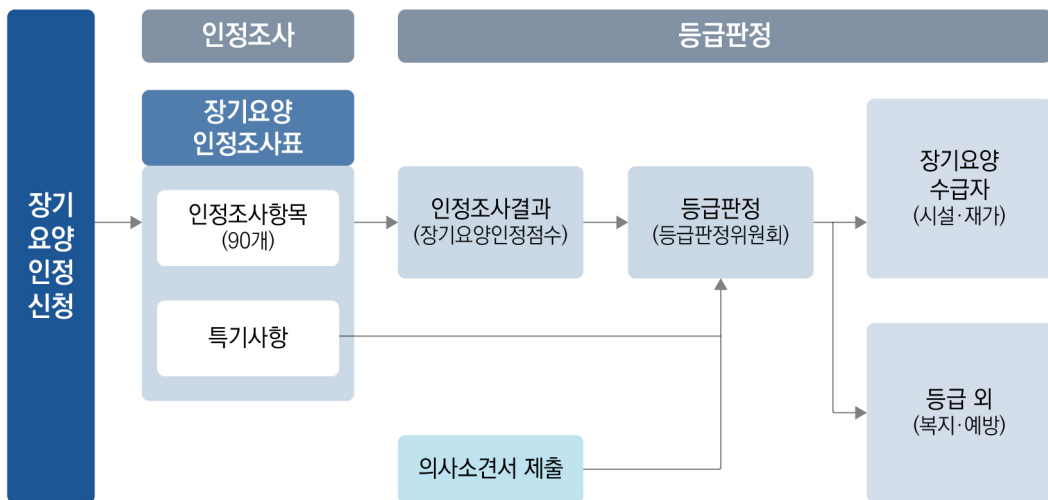 장기
요양
인정
신청
인정조사
장기요양
인정조사표
인정조사항목
(90개)
특기사항
등급판정
인정조사결과
(장기요양인정점수)
등급판정
(등급판정위원회)
의사소견서 제출
장기요양
수급자
(시설·재가)
등급 외
(복지·예방)